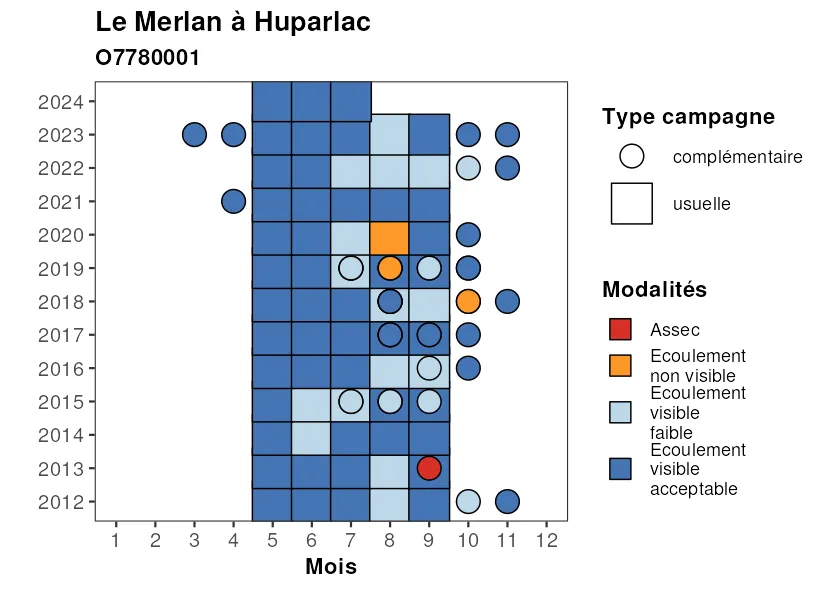 Le Merlan à Huparlac
O7780001
2024
2023
2022
2021
2020
2019
2018
2017
2016
2015
2014
2013
2012
1 2 3 4 5 6 7 8 9 10 11 12
Mois
Type campagne
complémentaire
usuelle
Modalités
Assec
Ecoulement
non visible
Ecoulement
visible
faible
Ecoulement
visible
acceptable